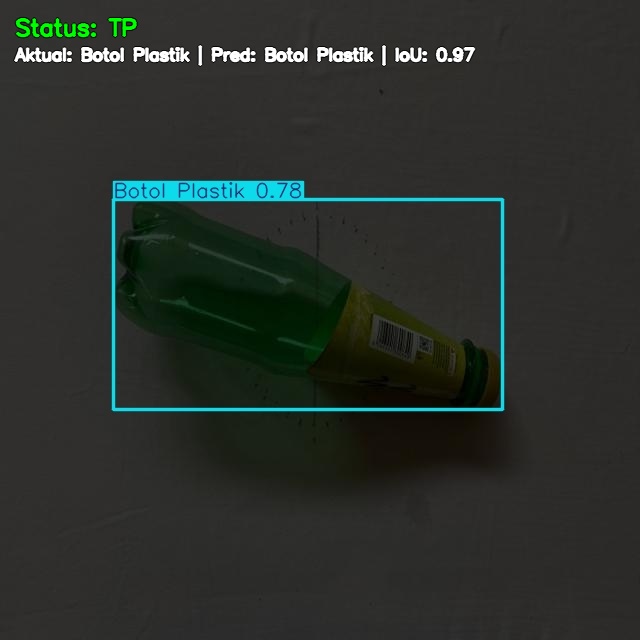 Status: TP
Aktual: Botol Plastik | Pred: Botol Plastik | IoU: 0.97
Botol Plastik 0.78